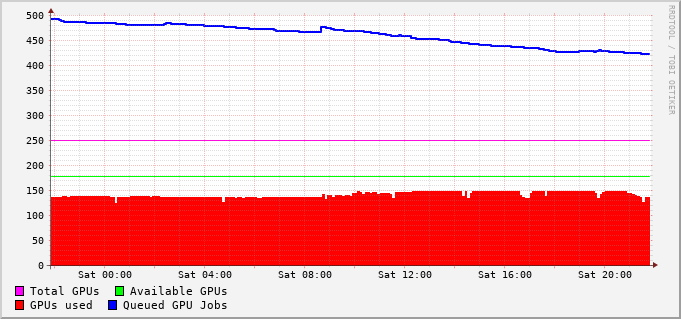 RRDTOOL / TOBI OETIKER
500
450
400
350
300
250
200
150
100
50
0
Sat 00:00 Sat 04:00 Sat 08:00 Sat 12:00 Sat 16:00 Sat 20:00
Total GPUs Available GPUs
GPUs used Queued GPU Jobs